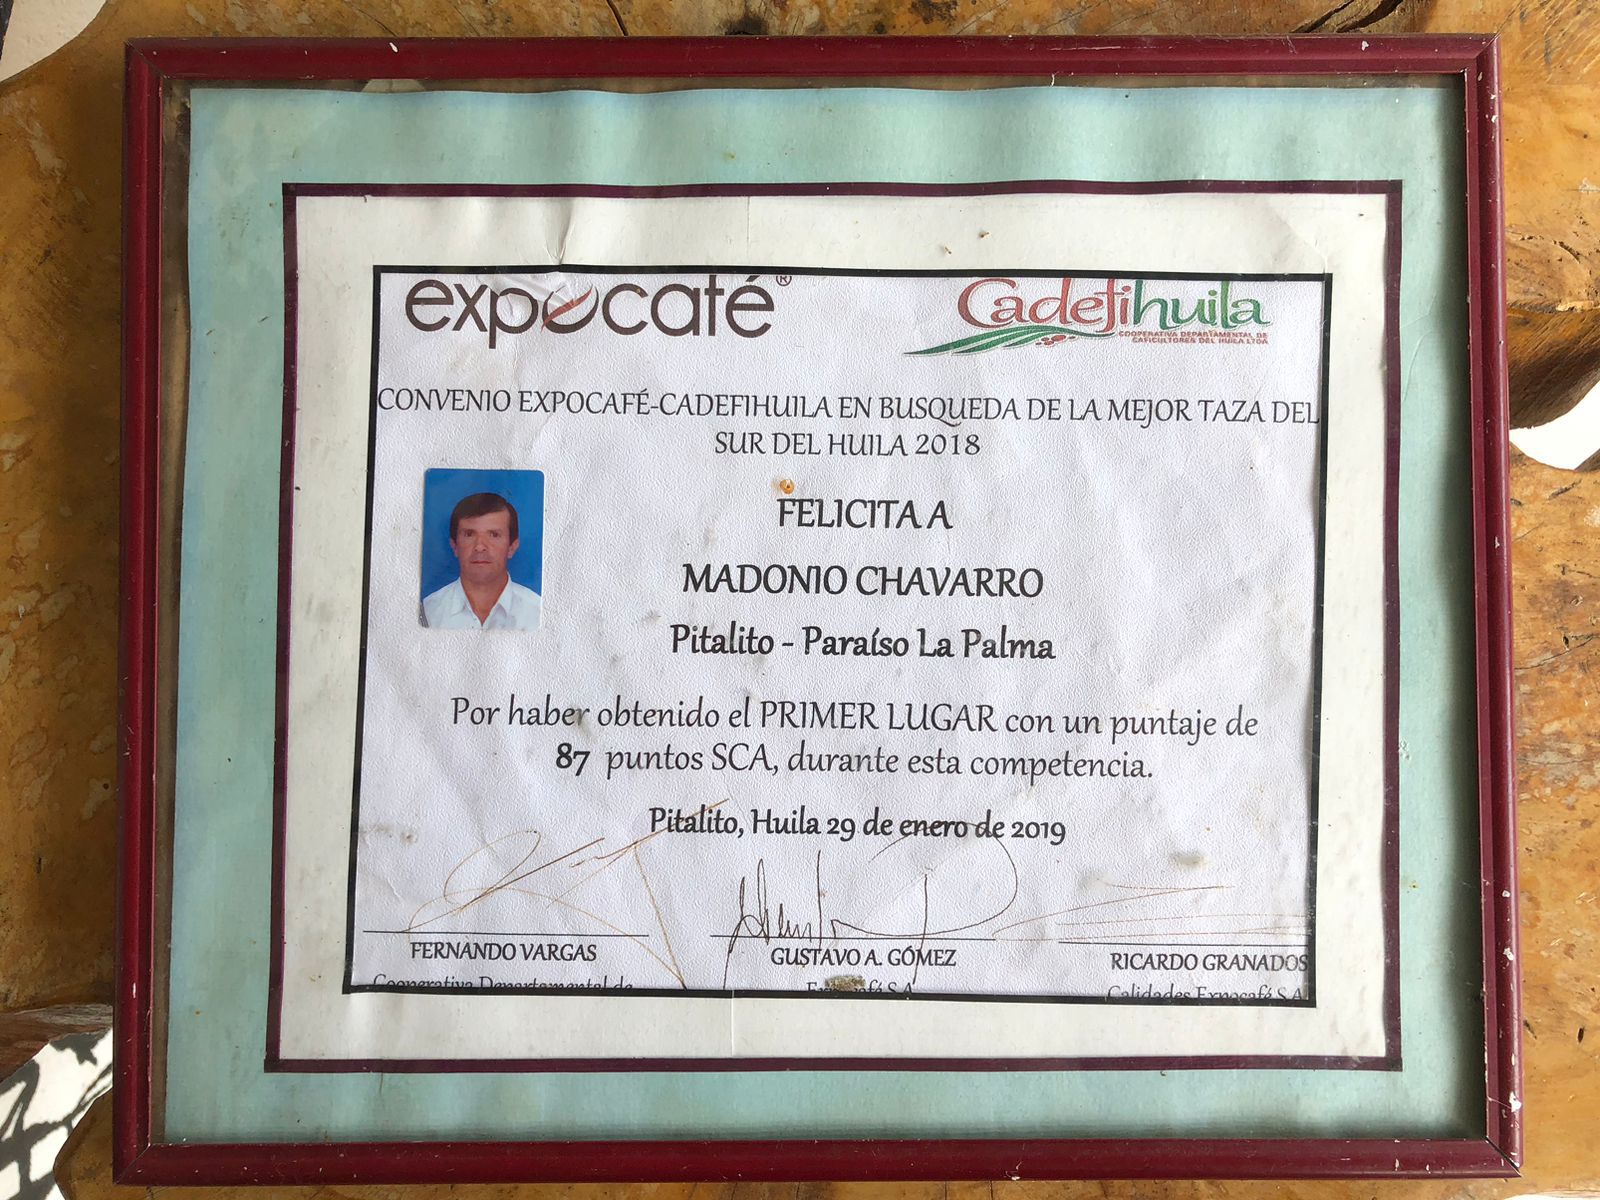 expocafé®
Cadefihuila
COOPERATIVA DEPARTAMENTAL DE
CAFICULTORES DEL HUILA LTDA
CONVENIO EXPOCAFÉ-CADEFIHUILA EN BUSQUEDA DE LA MEJOR TAZA DEL
SUR DEL HUILA 2018
FELICITA A
MADONIO CHAVARRO
Pitalito - Paraíso La Palma
Por haber obtenido el PRIMER LUGAR con un puntaje de
87 puntos SCA, durante esta competencia.
Pitalito, Huila 29 de enero de 2019
FERNANDO VARGAS
GUSTAVO A. GÓMEZ
RICARDO GRANADOS
Cooperativa Departamental de
S.A
Calidades Expocafé S.A